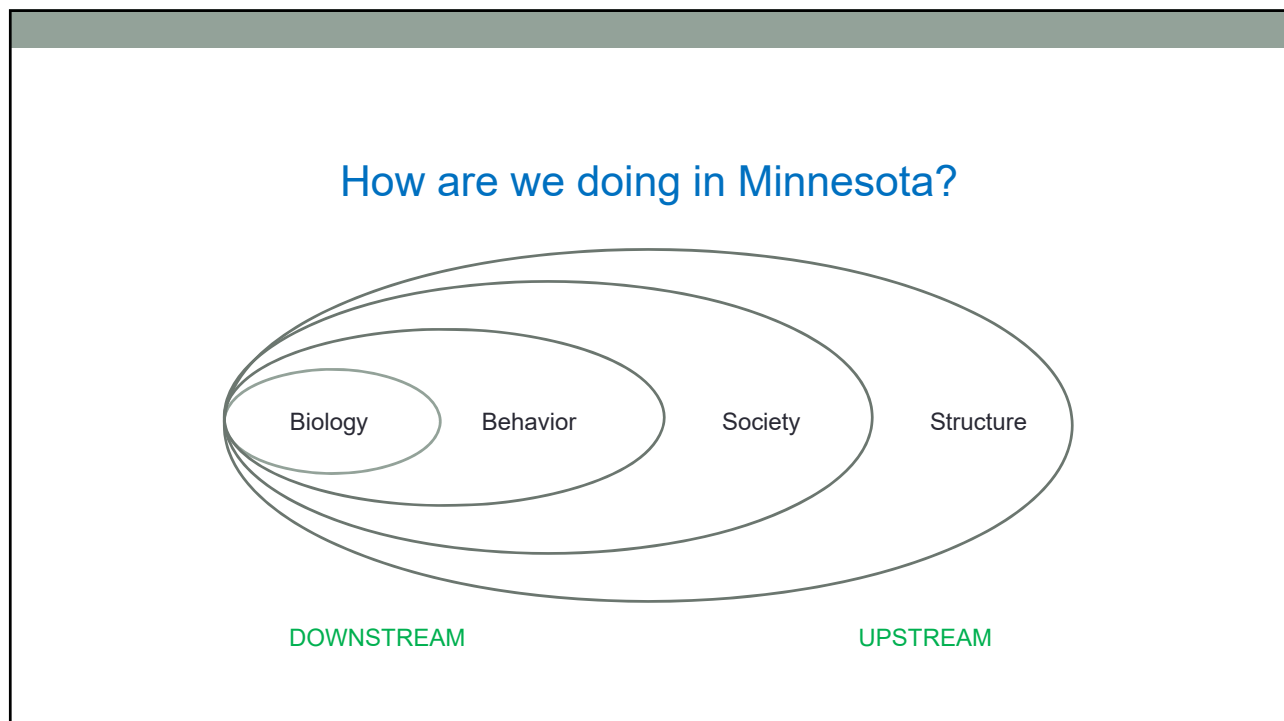 How are we doing in Minnesota?
Biology Behavior Society Structure
DOWNSTREAM UPSTREAM